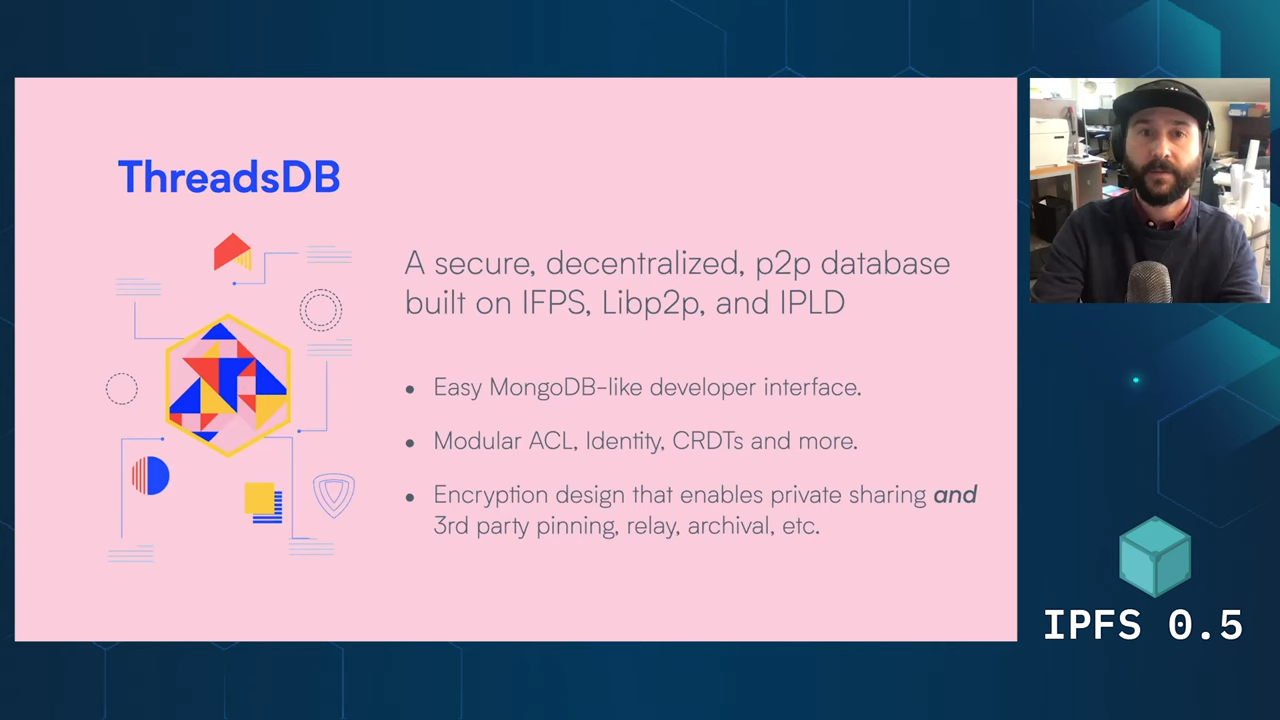 ThreadsDB
A secure, decentralized, p2p database
built on IFPS, Libp2p, and IPLD
• Easy MongoDB-like developer interface.
• Modular ACL, Identity, CRDTs and more.
• Encryption design that enables private sharing and
3rd party pinning, relay, archival, etc.
IPFS 0.5